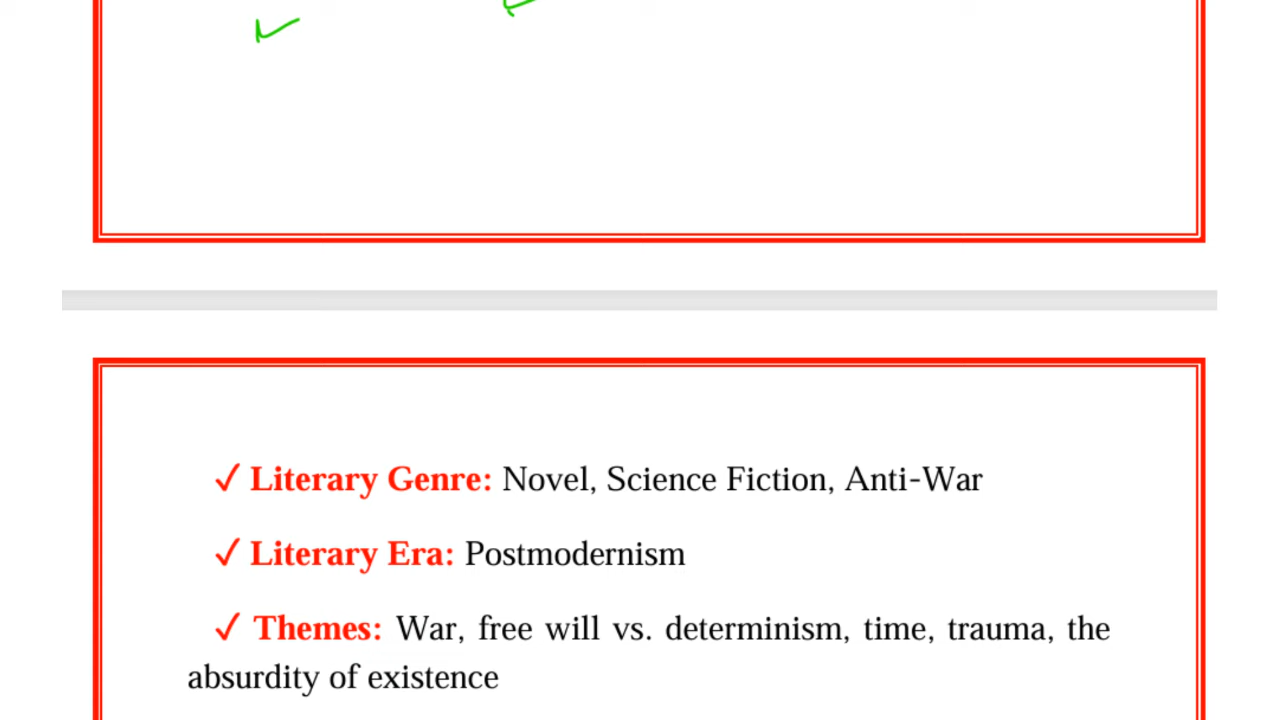 ✓ Literary Genre: Novel, Science Fiction, Anti-War
✓ Literary Era: Postmodernism
✓ Themes: War, free will vs. determinism, time, trauma, the
absurdity of existence